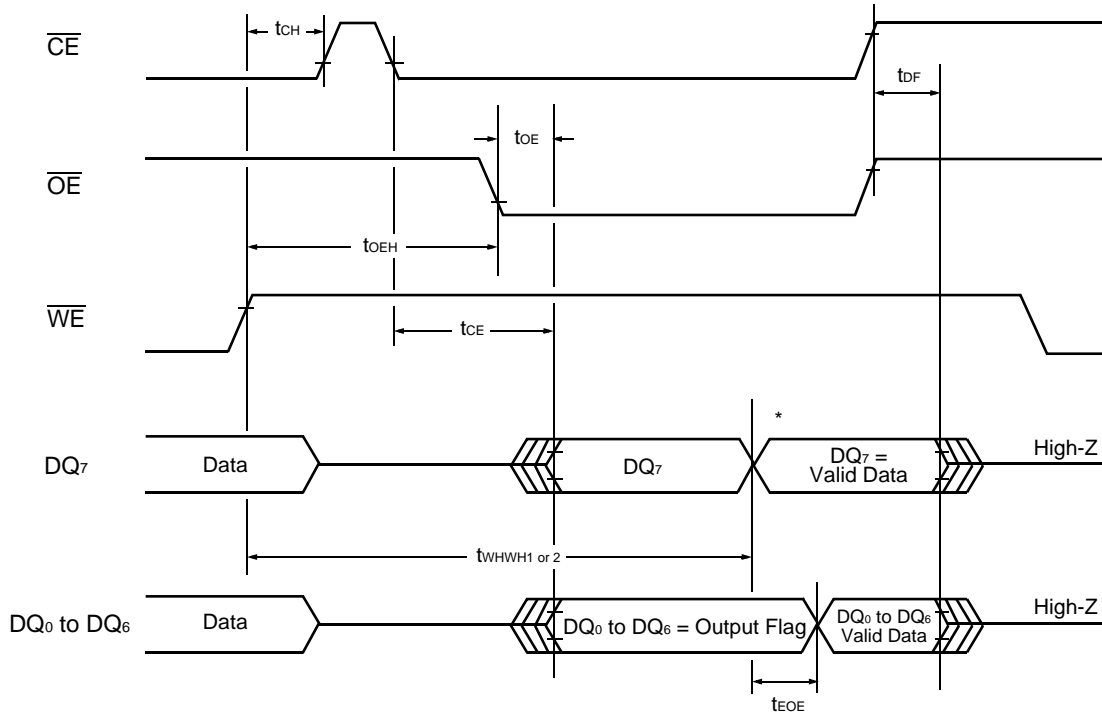 tCH
CE
tDF
tOE
OE
tOEH
WE
tCE
*
DQ7
Data
DQ7
DQ7 =
Valid Data
High-Z
tWHWH1 or 2
DQ0 to DQ6
Data
DQ0 to DQ6 = Output Flag
DQ0 to DQ6
Valid Data
High-Z
tEOE